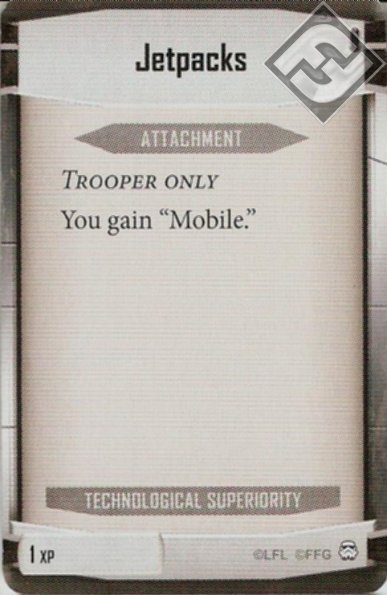 Jetpacks
ATTACHMENT
TROOPER ONLY
You gain “Mobile.”
TECHNOLOGICAL SUPERIORITY
1 XP
©LFL ©FFG